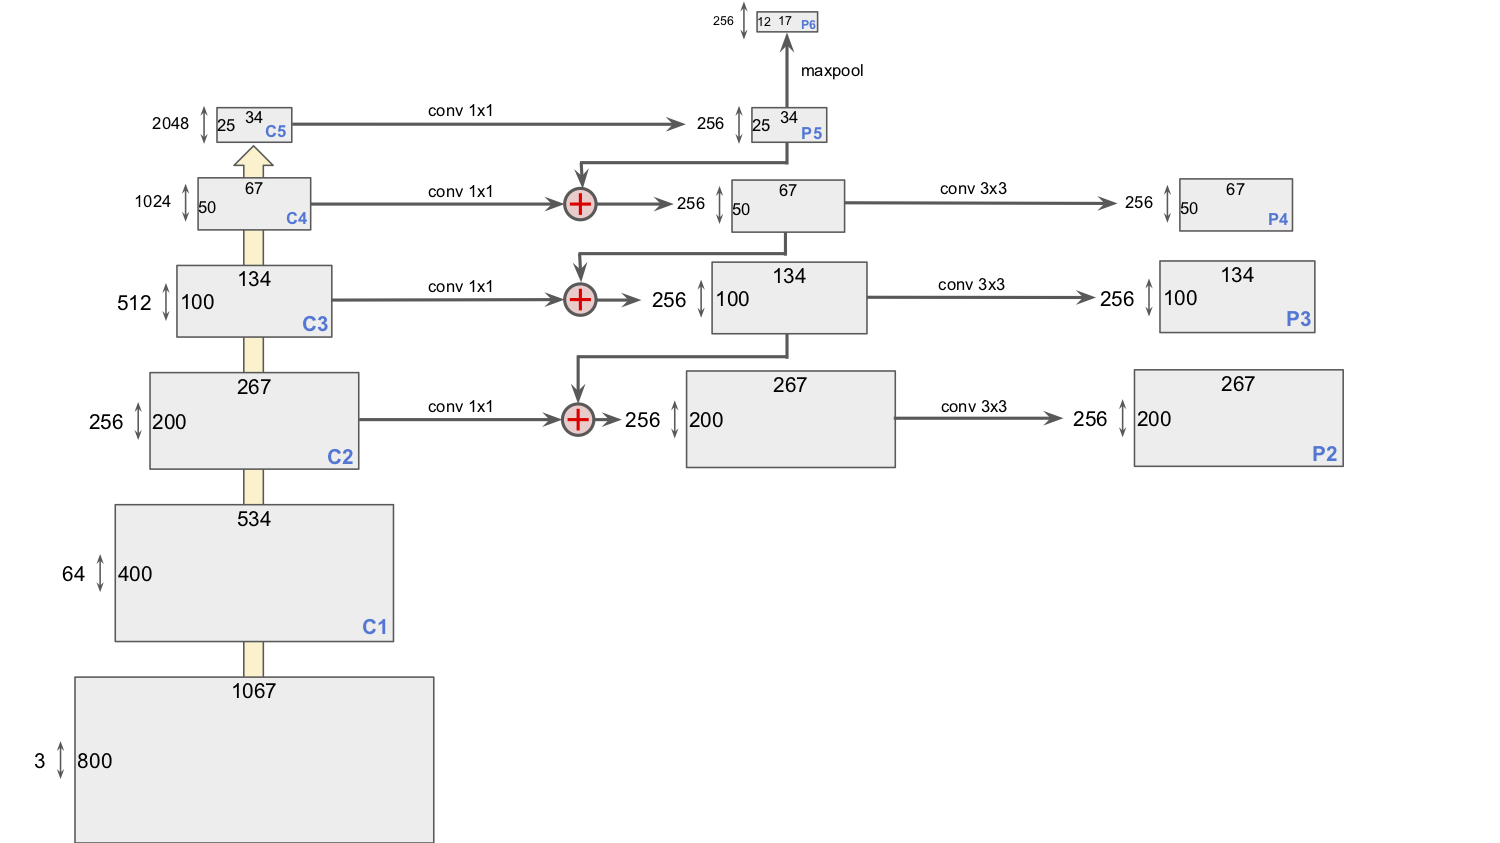 256 12 17 P6
maxpool
2048 25 34 C5 conv 1x1 256 25 34 P5
1024 50 67 C4 conv 1x1 256 50 67 conv 3x3 256 50 67 P4
512 100 134 C3 conv 1x1 256 100 134 conv 3x3 256 100 134 P3
256 200 267 C2 conv 1x1 256 200 267 conv 3x3 256 200 267 P2
64 400 534 C1
3 800 1067